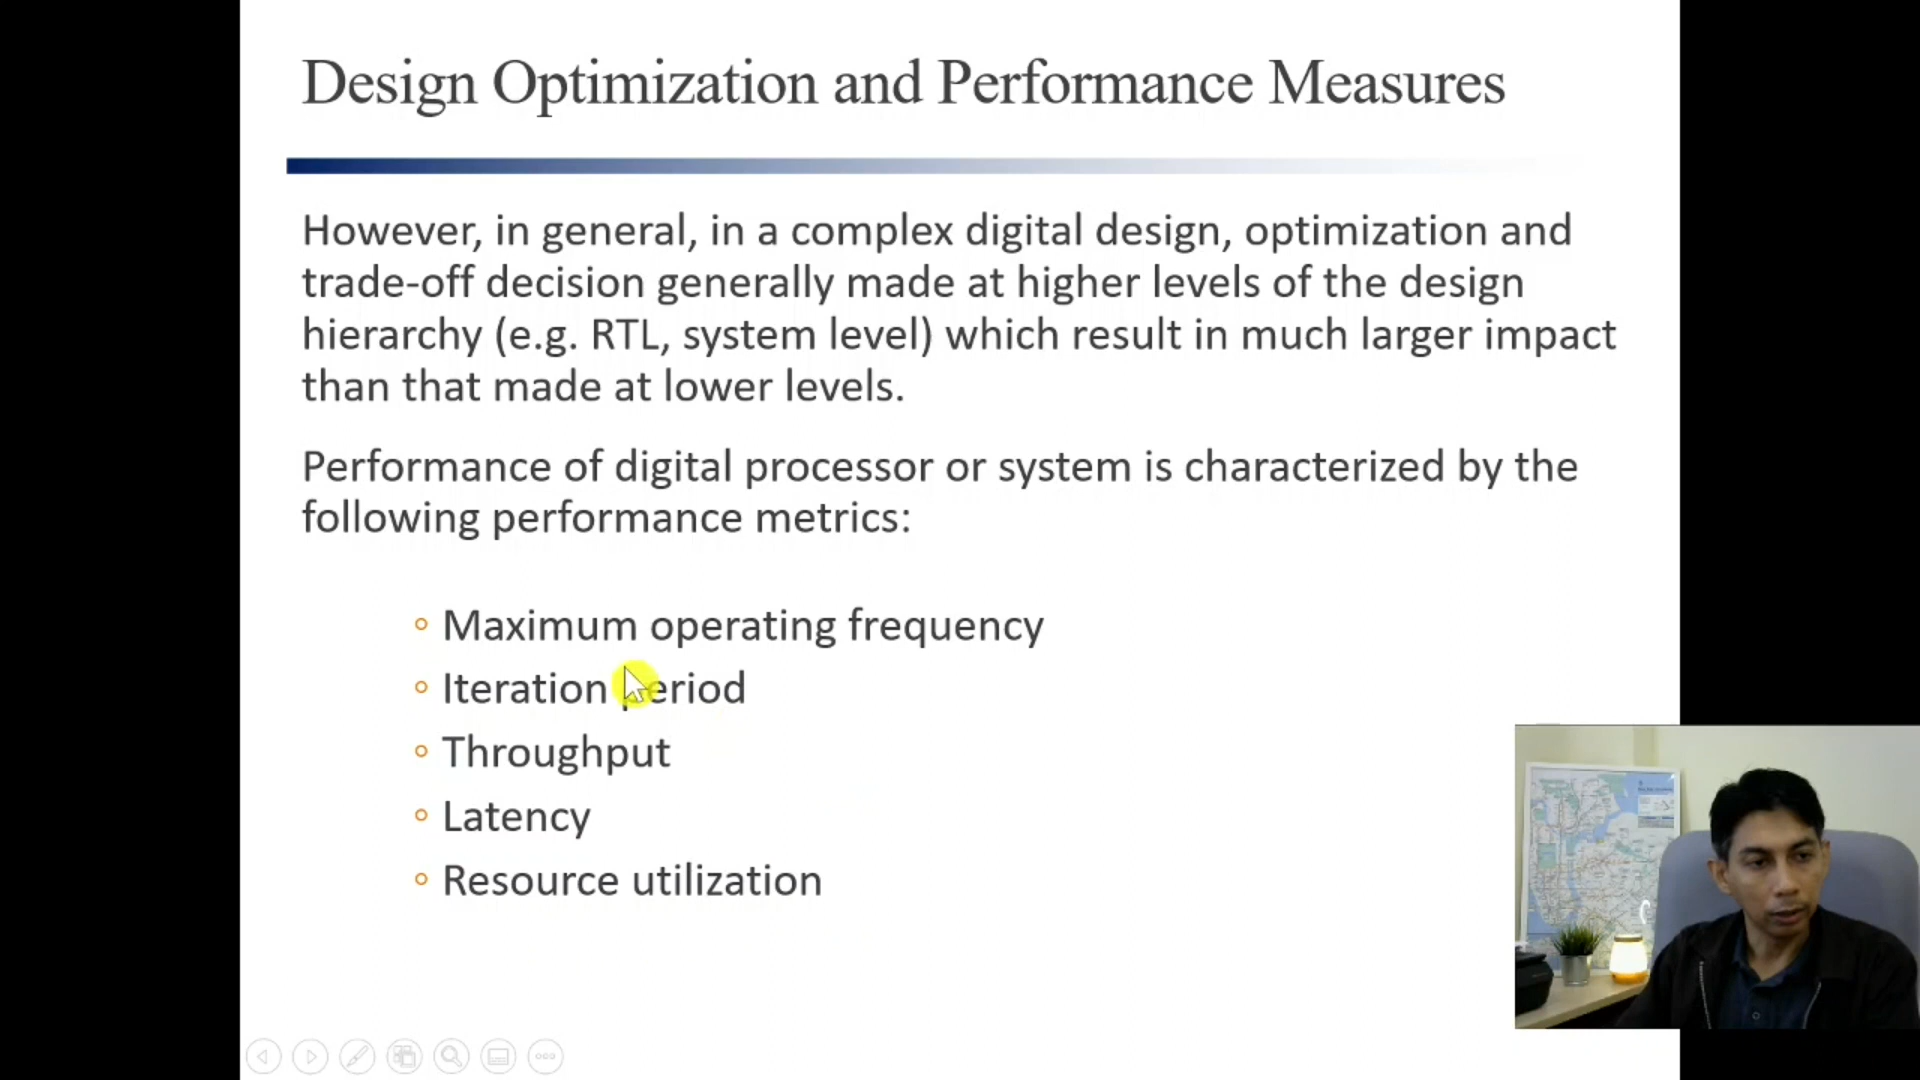 Design Optimization and Performance Measures
However, in general, in a complex digital design, optimization and
trade-off decision generally made at higher levels of the design
hierarchy (e.g. RTL, system level) which result in much larger impact
than that made at lower levels.
Performance of digital processor or system is characterized by the
following performance metrics:
Maximum operating frequency
Iteration period
Throughput
Latency
Resource utilization